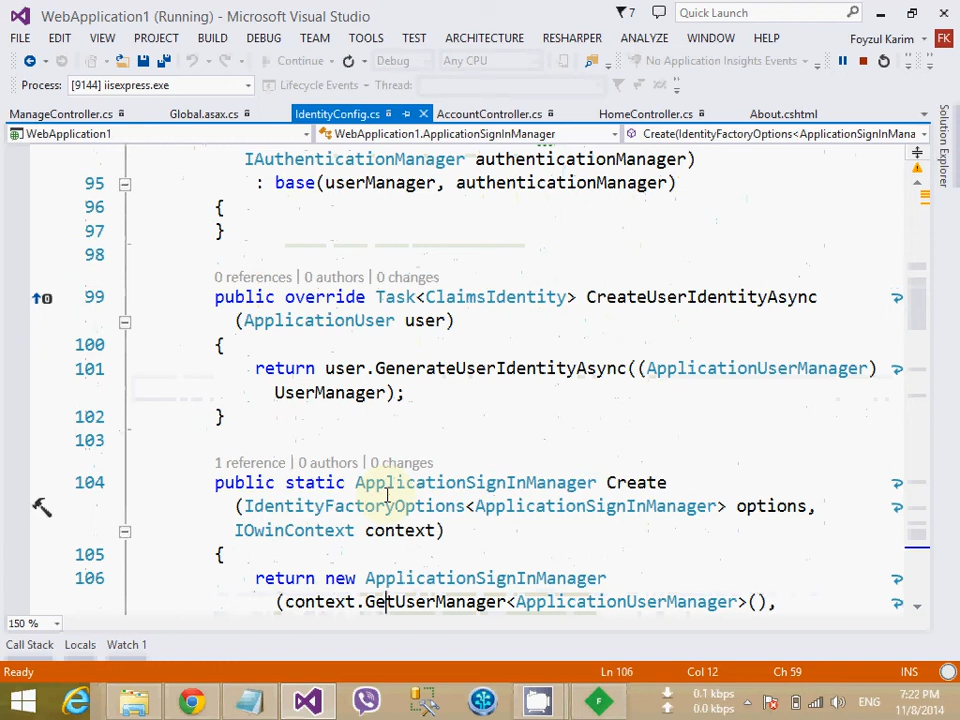 WebApplication1 (Running) - Microsoft Visual Studio
7
Quick Launch
FILE EDIT VIEW PROJECT BUILD DEBUG TEAM TOOLS TEST ARCHITECTURE RESHARPER ANALYZE WINDOW HELP Foyzul Karim FK
Continue Debug Any CPU No Application Insights Events
Process: [9144] iisexpress.exe Lifecycle Events Thread:
ManageController.cs Global.asax.cs IdentityConfig.cs AccountController.cs HomeController.cs About.cshtml
WebApplication1 WebApplication1.ApplicationSignInManager Create(IdentityFactoryOptions<ApplicationSignInMana
Solution Explorer
IAuthenticationManager authenticationManager)
95 : base(userManager, authenticationManager)
96 {
97 }
98
0 references | 0 authors | 0 changes
99 public override Task<ClaimsIdentity> CreateUserIdentityAsync
(ApplicationUser user)
100 {
101 return user.GenerateUserIdentityAsync((ApplicationUserManager)
UserManager);
102 }
103
1 reference | 0 authors | 0 changes
104 public static ApplicationSignInManager Create
(IdentityFactoryOptions<ApplicationSignInManager> options,
IOwinContext context)
105 {
106 return new ApplicationSignInManager
(context.GetUserManager<ApplicationUserManager>(),
150 %
Call Stack Locals Watch 1
Ready Ln 106 Col 12 Ch 59 INS
0.1 kbps
0.0 kbps
ENG
7:22 PM
11/8/2014